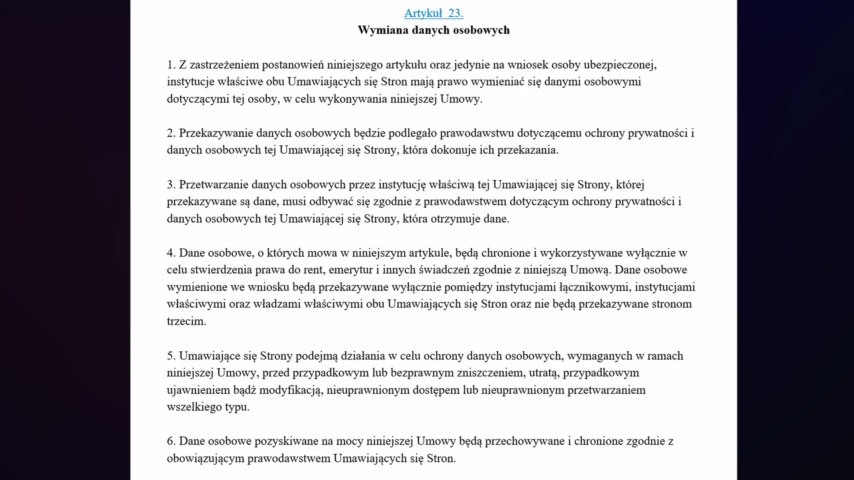 Artykuł 23.
Wymiana danych osobowych
1. Z zastrzeżeniem postanowień niniejszego artykułu oraz jedynie na wniosek osoby ubezpieczonej,
instytucje właściwe obu Umawiających się Stron mają prawo wymieniać się danymi osobowymi
dotyczącymi tej osoby, w celu wykonywania niniejszej Umowy.
2. Przekazywanie danych osobowych będzie podlegało prawodawstwu dotyczącemu ochrony prywatności i
danych osobowych tej Umawiającej się Strony, która dokonuje ich przekazania.
3. Przetwarzanie danych osobowych przez instytucję właściwą tej Umawiającej się Strony, której
przekazywane są dane, musi odbywać się zgodnie z prawodawstwem dotyczącym ochrony prywatności i
danych osobowych tej Umawiającej się Strony, która otrzymuje dane.
4. Dane osobowe, o których mowa w niniejszym artykule, będą chronione i wykorzystywane wyłącznie w
celu stwierdzenia prawa do rent, emerytur i innych świadczeń zgodnie z niniejszą Umową. Dane osobowe
wymienione we wniosku będą przekazywane wyłącznie pomiędzy instytucjami łącznikowymi, instytucjami
właściwymi oraz władzami właściwymi obu Umawiających się Stron oraz nie będą przekazywane stronom
trzecim.
5. Umawiające się Strony podejmą działania w celu ochrony danych osobowych, wymaganych w ramach
niniejszej Umowy, przed przypadkowym lub bezprawnym zniszczeniem, utratą, przypadkowym
ujawnieniem bądź modyfikacją, nieuprawnionym dostępem lub nieuprawnionym przetwarzaniem
wszelkiego typu.
6. Dane osobowe pozyskiwane na mocy niniejszej Umowy będą przechowywane i chronione zgodnie z
obowiązującym prawodawstwem Umawiających się Stron.